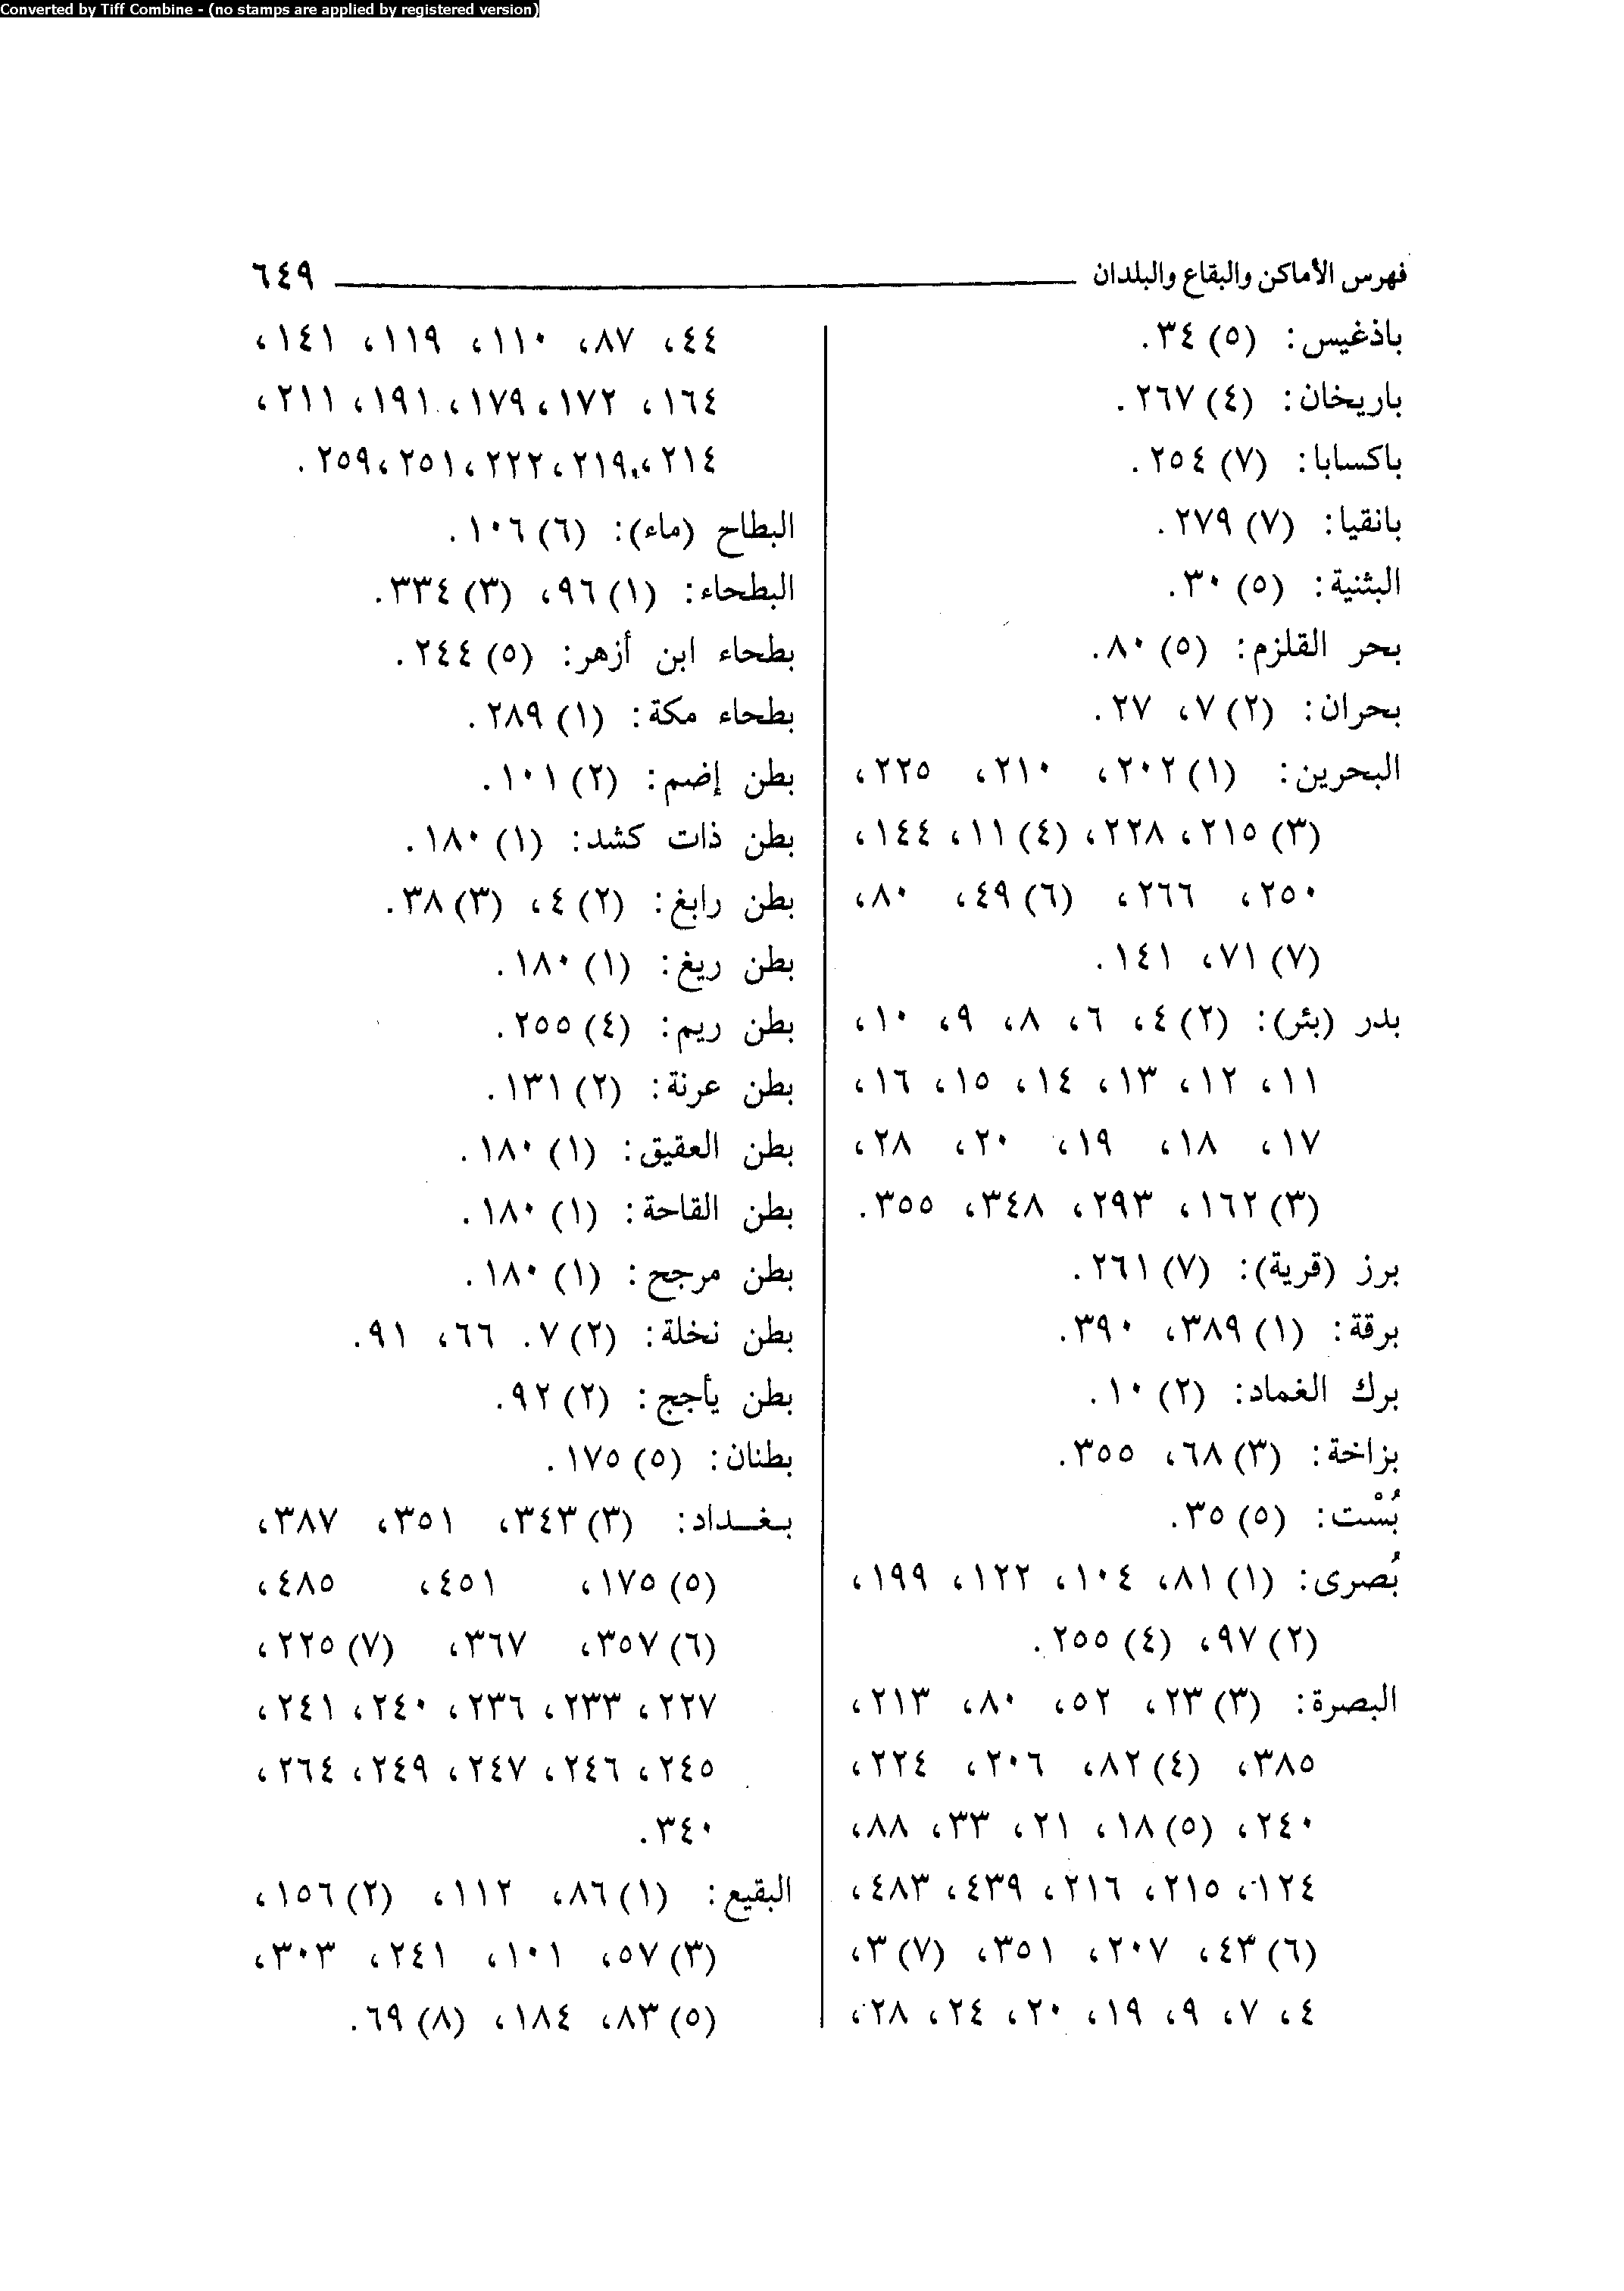 Converted by Tiff Combine - (no stamps are applied by registered version)
فهرس الأماكن والبقاع والبلدان ٦٤٩
باذغيس: (٥) ٣٤.
باريخان: (٤) ٢٦٧.
باكسابا: (٧) ٢٥٤.
بانقيا: (٧) ٢٧٩.
البثنية: (٥) ٣٠.
بحر القلزم: (٥) ٨٠.
بحران: (٢) ٧، ٢٧.
البحرين: (١) ٢٠٢، ٢١٠، ٢٢٥،
(٣) ٢١٥، ٢٢٨، (٤) ١١، ١٤٤،
٢٥٠، ٢٦٦، (٦) ٤٩، ٨٠،
(٧) ٧١، ١٤١.
بدر (بئر): (٢) ٤، ٦، ٨، ٩، ١٠،
١١، ١٢، ١٣، ١٤، ١٥، ١٦،
١٧، ١٨، ١٩، ٢٠، ٢٨،
(٣) ١٦٢، ٢٩٣، ٣٤٨، ٣٥٥.
برز (قرية): (٧) ٢٦١.
برقة: (١) ٣٨٩، ٣٩٠.
برك الغماد: (٢) ١٠.
بزاخة: (٣) ٦٨، ٣٥٥.
بُسْت: (٥) ٣٥.
بُصرى: (١) ٨١، ١٠٤، ١٢٢، ١٩٩،
(٢) ٩٧، (٤) ٢٥٥.
البصرة: (٣) ٢٣، ٥٢، ٨٠، ٢١٣،
٣٨٥، (٤) ٨٢، ٢٠٦، ٢٢٤،
٢٤٠، (٥) ١٨، ٢١، ٣٣، ٨٨،
١٢٤، ٢١٥، ٢١٦، ٤٣٩، ٤٨٣،
(٦) ٤٣، ٢٠٧، ٣٥١، (٧) ٣،
٤، ٧، ٩، ١٩، ٢٠، ٢٤، ٢٨،
٤٤، ٨٧، ١١٠، ١١٩، ١٤١،
١٦٤، ١٧٢، ١٧٩، ١٩١، ٢١١،
٢١٤، ٢١٩، ٢٢٢، ٢٥١، ٢٥٩.
البطاح (ماء): (٦) ١٠٦.
البطحاء: (١) ٩٦، (٣) ٣٣٤.
بطحاء ابن أزهر: (٥) ٢٤٤.
بطحاء مكة: (١) ٢٨٩.
بطن إضم: (٢) ١٠١.
بطن ذات كشد: (١) ١٨٠.
بطن رابغ: (٢) ٤، (٣) ٣٨.
بطن ريغ: (١) ١٨٠.
بطن ريم: (٤) ٢٥٥.
بطن عرنة: (٢) ١٣١.
بطن العقيق: (١) ١٨٠.
بطن القاحة: (١) ١٨٠.
بطن مرجح: (١) ١٨٠.
بطن نخلة: (٢) ٧. ٦٦، ٩١.
بطن يأجج: (٢) ٩٢.
بطنان: (٥) ١٧٥.
بغــداد: (٣) ٣٤٣، ٣٥١، ٣٨٧،
(٥) ١٧٥، ٤٥١، ٤٨٥،
(٦) ٣٥٧، ٣٦٧، (٧) ٢٢٥،
٢٢٧، ٢٣٣، ٢٣٦، ٢٤٠، ٢٤١،
٢٤٥، ٢٤٦، ٢٤٧، ٢٤٩، ٢٦٤،
٣٤٠.
البقيع: (١) ٨٦، ١١٢، (٢) ١٥٦،
(٣) ٥٧، ١٠١، ٢٤١، ٣٠٣،
(٥) ٨٣، ١٨٤، (٨) ٦٩.